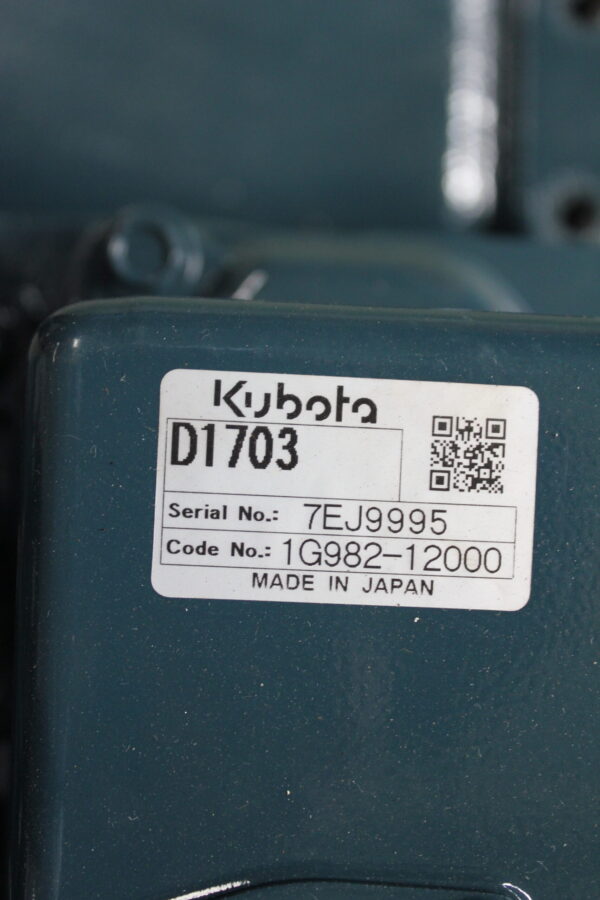 Kubota
D1703
Serial No.: 7EJ9995
Code No.: 1G982-12000
MADE IN JAPAN